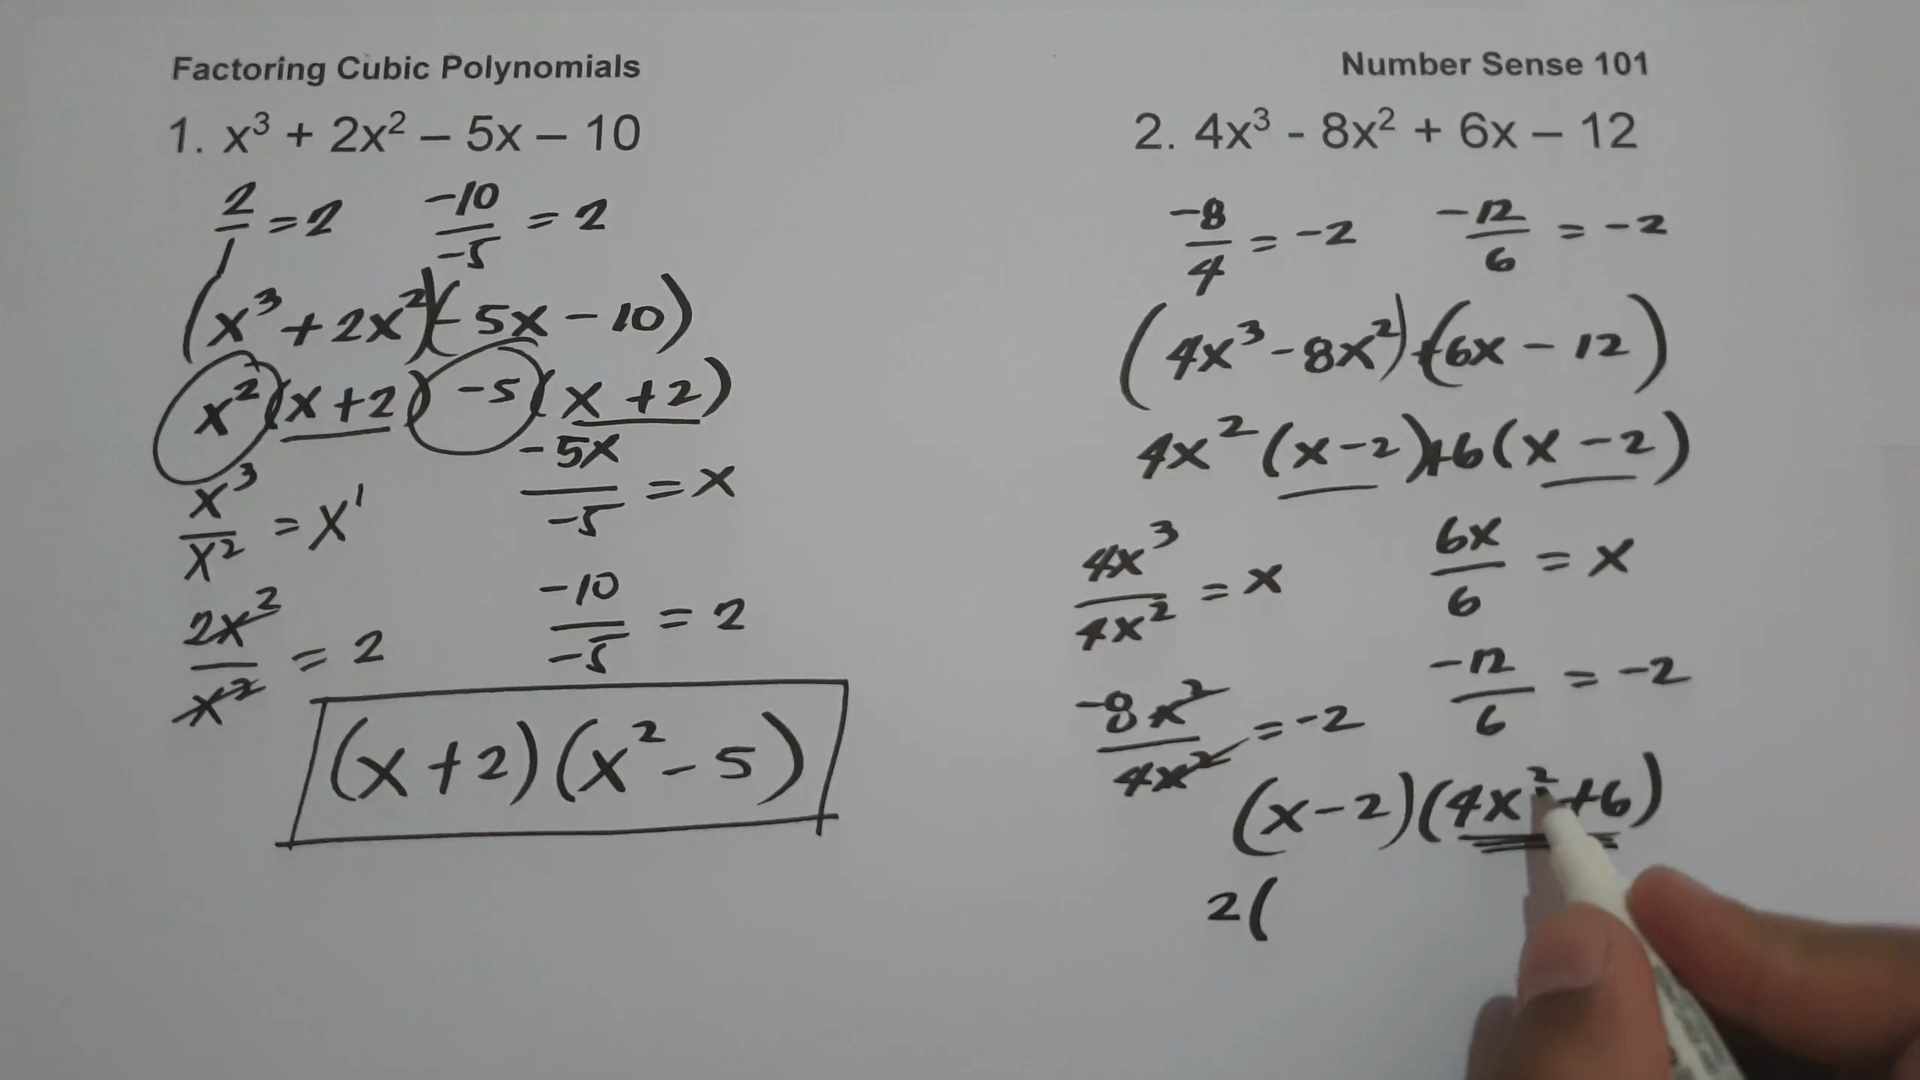 Factoring Cubic Polynomials
1. x³ + 2x² – 5x – 10
2/1 = 2    -10/-5 = 2
(x³ + 2x²)(- 5x - 10)
x²(x + 2) -5(x + 2)
x³/x² = x¹    -5x/-5 = x
2x²/x² = 2    -10/-5 = 2
(x + 2)(x² - 5)
Number Sense 101
2. 4x³ - 8x² + 6x – 12
-8/4 = -2    -12/6 = -2
(4x³ - 8x²)+(6x - 12)
4x²(x - 2)+6(x - 2)
4x³/4x² = x    6x/6 = x
-8x²/4x² = -2    -12/6 = -2
(x - 2)(4x² + 6)
2(